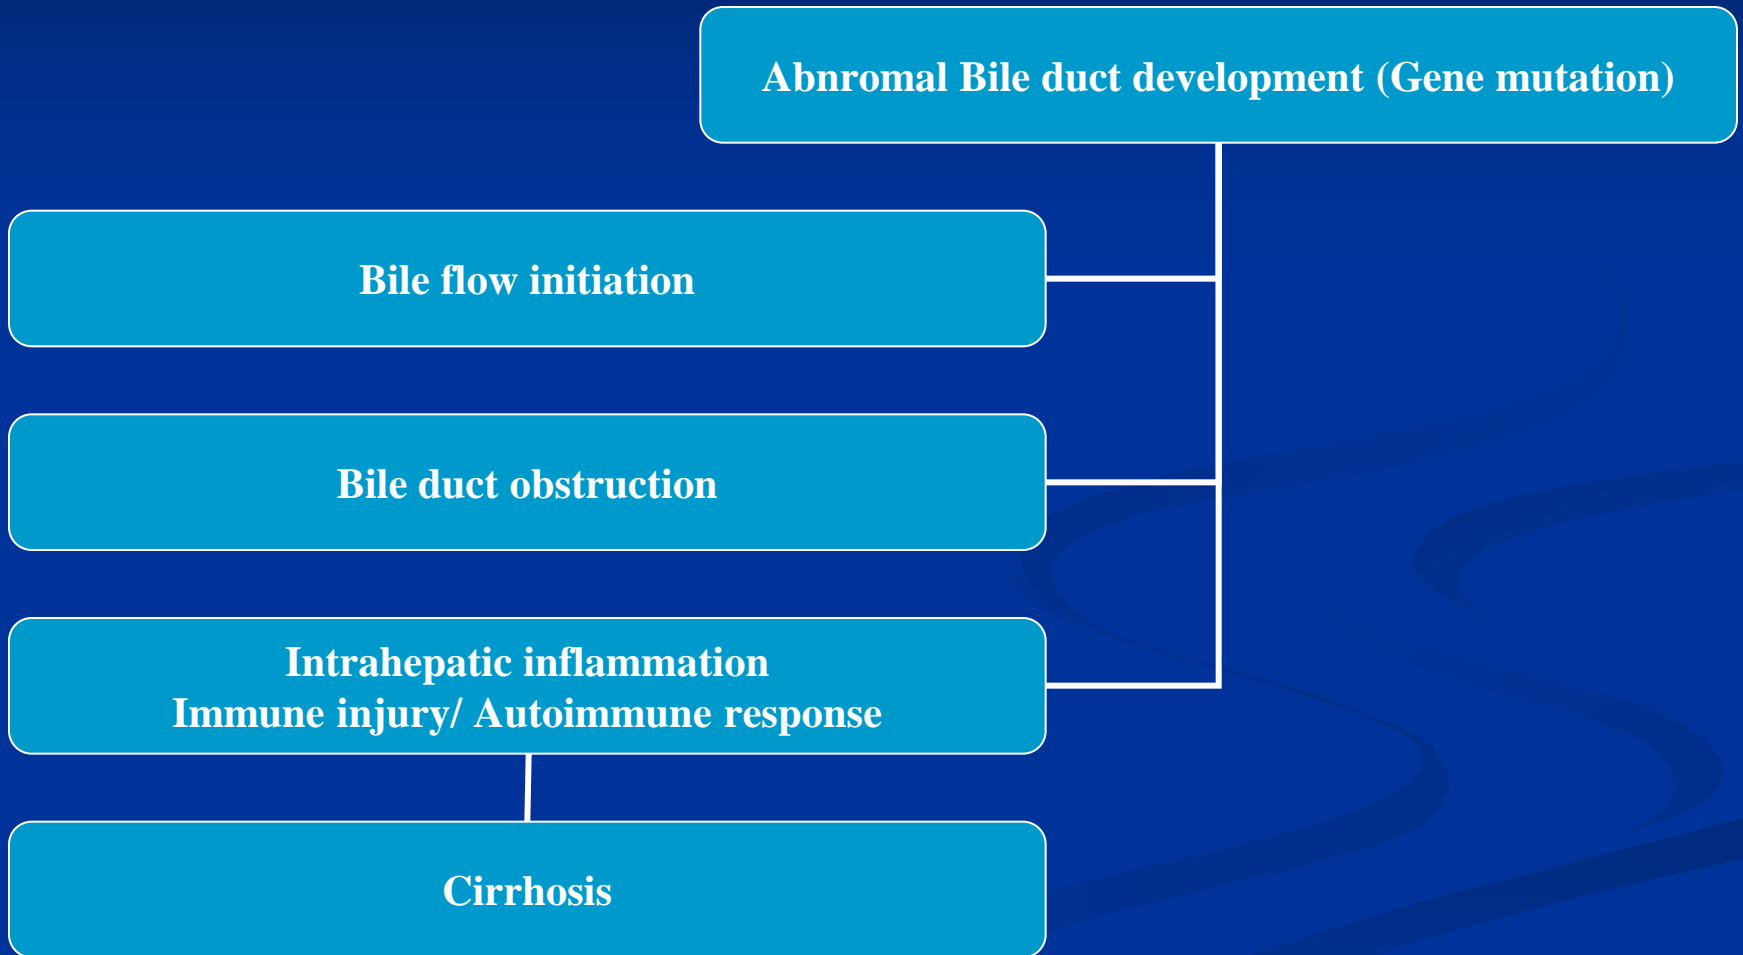 Abnromal Bile duct development (Gene mutation)
Bile flow initiation
Bile duct obstruction
Intrahepatic inflammation
Immune injury/ Autoimmune response
Cirrhosis